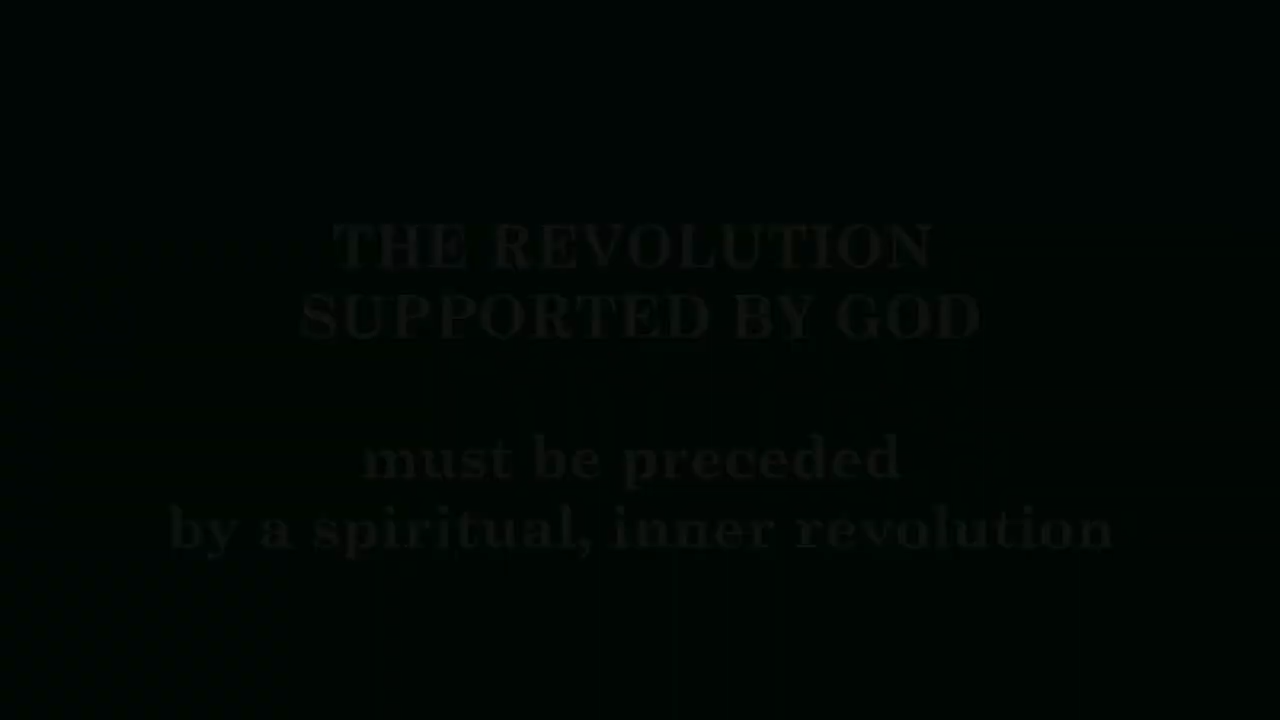 THE REVOLUTION
SUPPORTED BY GOD
must be preceded
by a spiritual, inner revolution